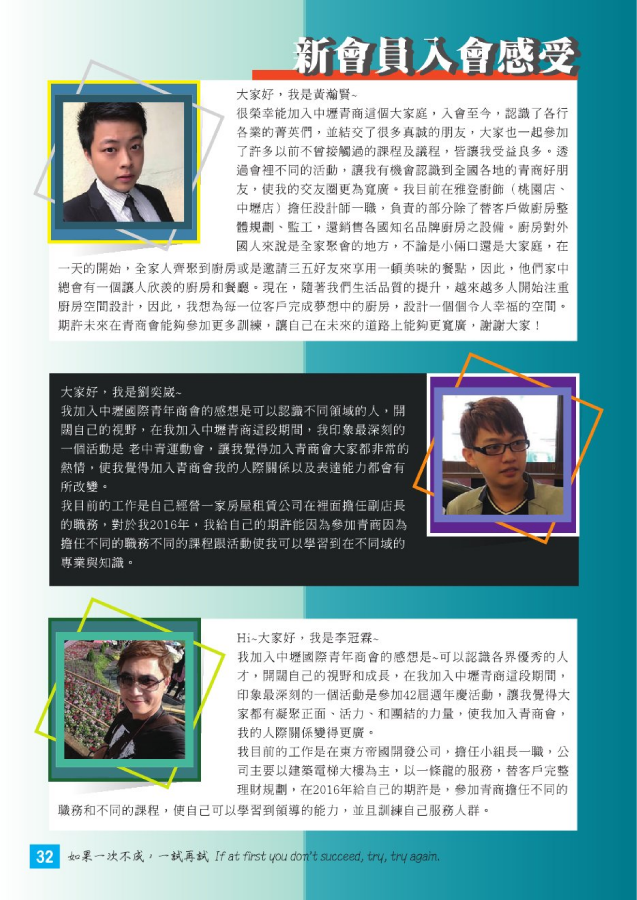 新會員入會感受
大家好，我是黃瀚賢~
很榮幸能加入中壢青商這個大家庭，入會至今，認識了各行
各業的菁英們，並結交了很多真誠的朋友，大家也一起參加
了許多以前不曾接觸過的課程及議程，皆讓我受益良多。透
過會裡不同的活動，讓我有機會認識到全國各地的青商好朋
友，使我的交友圈更為寬廣。我目前在雅登廚飾（桃園店、
中壢店）擔任設計師一職，負責的部分除了替客戶做廚房整
體規劃、監工，還銷售各國知名品牌廚房之設備。廚房對外
國人來說是全家聚會的地方，不論是小倆口還是大家庭，在
一天的開始，全家人齊聚到廚房或是邀請三五好友來享用一頓美味的餐點，因此，他們家中
總會有一個讓人欣羨的廚房和餐廳。現在，隨著我們生活品質的提升，越來越多人開始注重
廚房空間設計，因此，我想為每一位客戶完成夢想中的廚房，設計一個個令人幸福的空間。
期許未來在青商會能夠參加更多訓練，讓自己在未來的道路上能夠更寬廣，謝謝大家！
大家好，我是劉奕崴~
我加入中壢國際青年商會的感想是可以認識不同領域的人，開
闊自己的視野，在我加入中壢青商這段期間，我印象最深刻的
一個活動是 老中青運動會，讓我覺得加入青商會大家都非常的
熱情，使我覺得加入青商會我的人際關係以及表達能力都會有
所改變。
我目前的工作是自己經營一家房屋租賃公司在裡面擔任副店長
的職務，對於我2016年，我給自己的期許能因為參加青商因為
擔任不同的職務不同的課程跟活動使我可以學習到在不同域的
專業與知識。
Hi~大家好，我是李冠霖~
我加入中壢國際青年商會的感想是~可以認識各界優秀的人
才，開闊自己的視野和成長，在我加入中壢青商這段期間，
印象最深刻的一個活動是參加42屆週年慶活動，讓我覺得大
家都有凝聚正面、活力、和團結的力量，使我加入青商會，
我的人際關係變得更廣。
我目前的工作是在東方帝國開發公司，擔任小組長一職，公
司主要以建築電梯大樓為主，以一條龍的服務，替客戶完整
理財規劃，在2016年給自己的期許是，參加青商擔任不同的
職務和不同的課程，使自己可以學習到領導的能力，並且訓練自己服務人群。
32 如果一次不成，一試再試 If at first you don't succeed, try, try again.